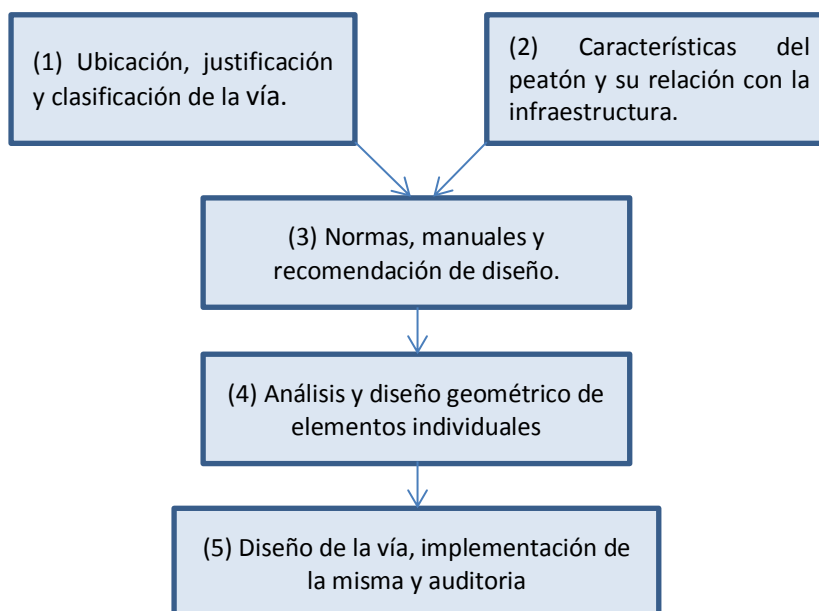 (1) Ubicación, justificación
y clasificación de la vía.
(2) Características del
peatón y su relación con la
infraestructura.
(3) Normas, manuales y
recomendación de diseño.
(4) Análisis y diseño geométrico de
elementos individuales
(5) Diseño de la vía, implementación de
la misma y auditoria